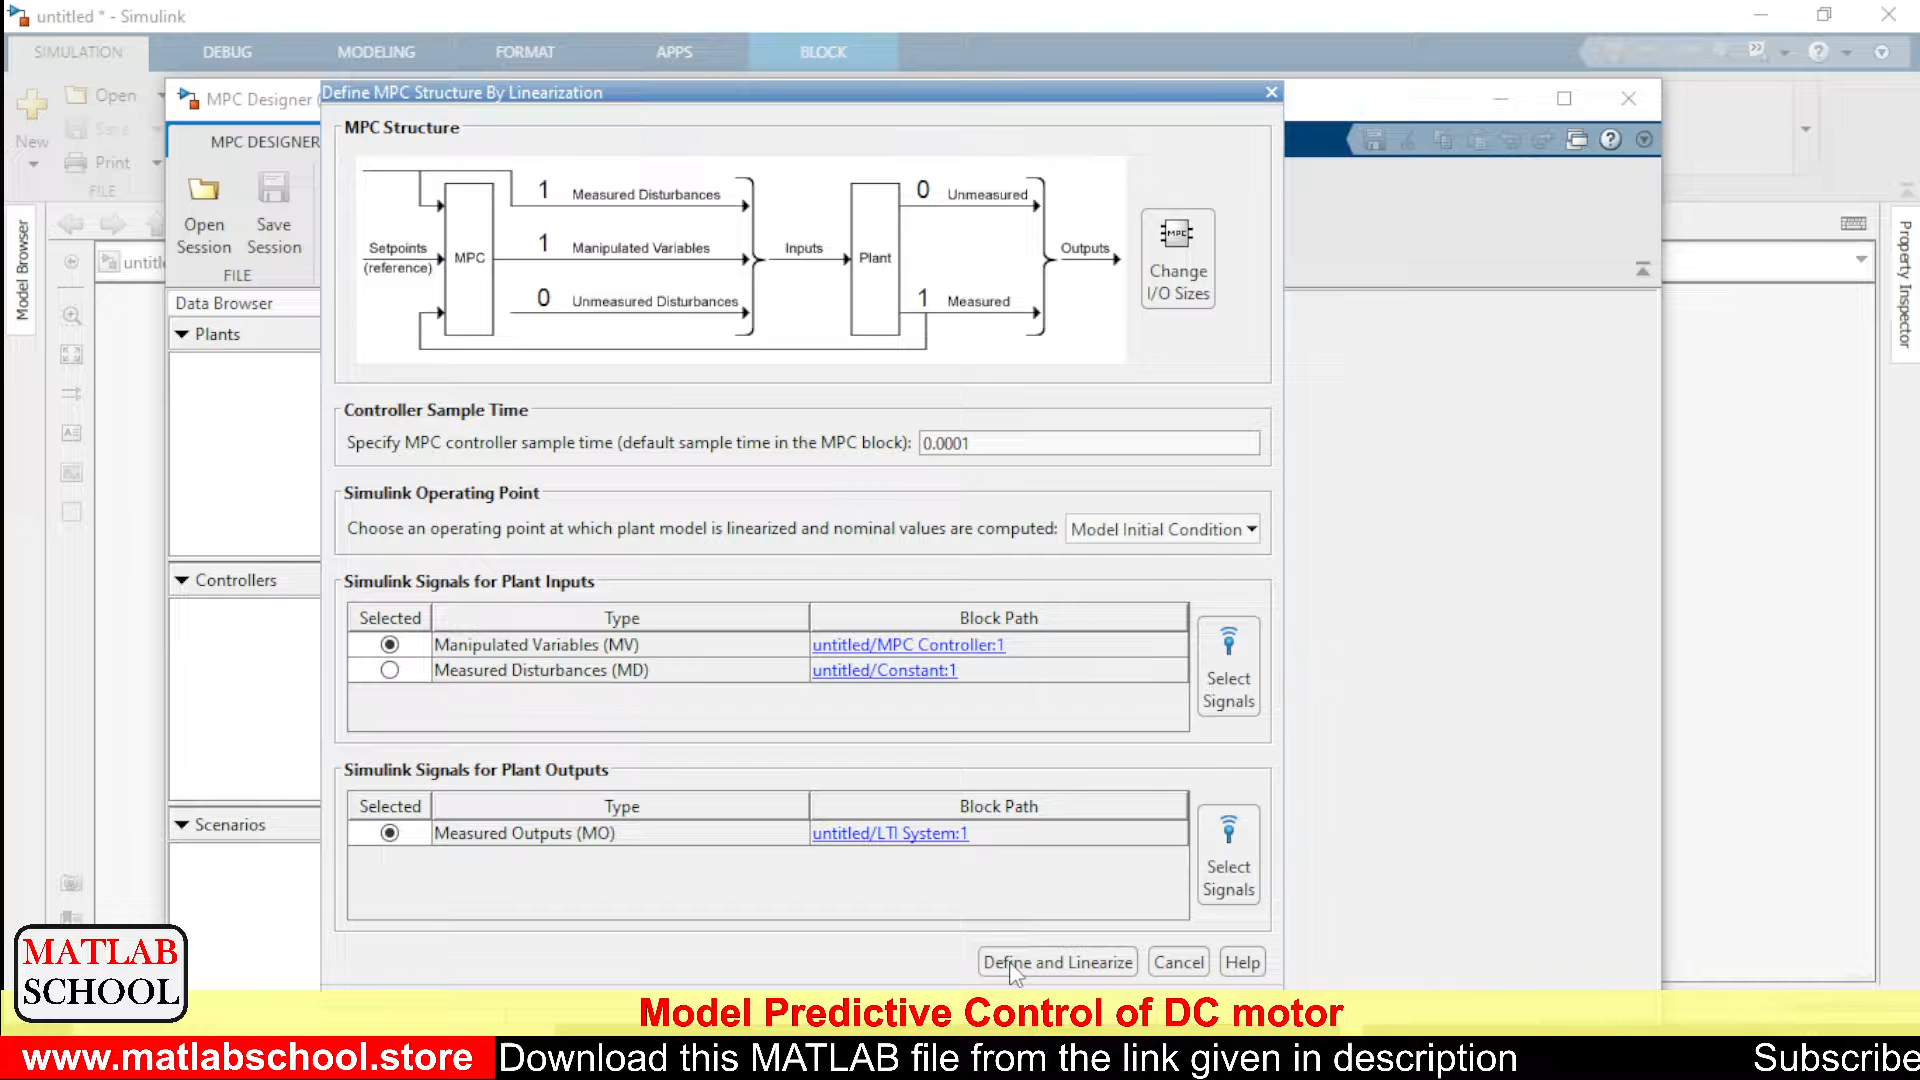 untitled * - Simulink
SIMULATION
DEBUG
MODELING
FORMAT
APPS
BLOCK
New
Open
Save
Print
FILE
MPC Designer (
Define MPC Structure By Linearization
MPC DESIGNER
Open Session
Save Session
FILE
Model Browser
Property Inspector
untitl
Data Browser
Plants
Controllers
Scenarios
MPC Structure
Setpoints
(reference)
MPC
1 Measured Disturbances
1 Manipulated Variables
0 Unmeasured Disturbances
Inputs
Plant
0 Unmeasured
1 Measured
Outputs
MPC
Change
I/O Sizes
Controller Sample Time
Specify MPC controller sample time (default sample time in the MPC block): 0.0001
Simulink Operating Point
Choose an operating point at which plant model is linearized and nominal values are computed: Model Initial Condition
Simulink Signals for Plant Inputs
Selected Type Block Path
Manipulated Variables (MV) untitled/MPC Controller:1
Measured Disturbances (MD) untitled/Constant:1
Select
Signals
Simulink Signals for Plant Outputs
Selected Type Block Path
Measured Outputs (MO) untitled/LTI System:1
Select
Signals
Define and Linearize Cancel Help
MATLAB
SCHOOL
Model Predictive Control of DC motor
www.matlabschool.store Download this MATLAB file from the link given in description Subscribe